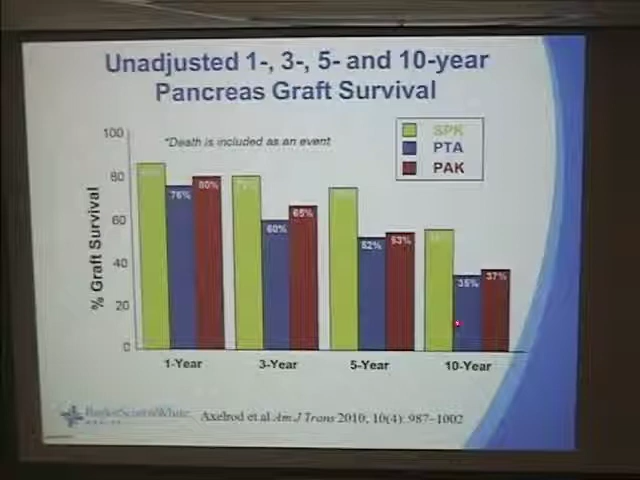 Unadjusted 1-, 3-, 5- and 10-year
Pancreas Graft Survival
*Death is included as an event
SPK
PTA
PAK
% Graft Survival
100
80
60
40
20
0
76%
80%
60%
65%
52%
53%
35%
37%
1-Year
3-Year
5-Year
10-Year
Axelrod et al Am J Trans 2010; 10(4): 987–1002